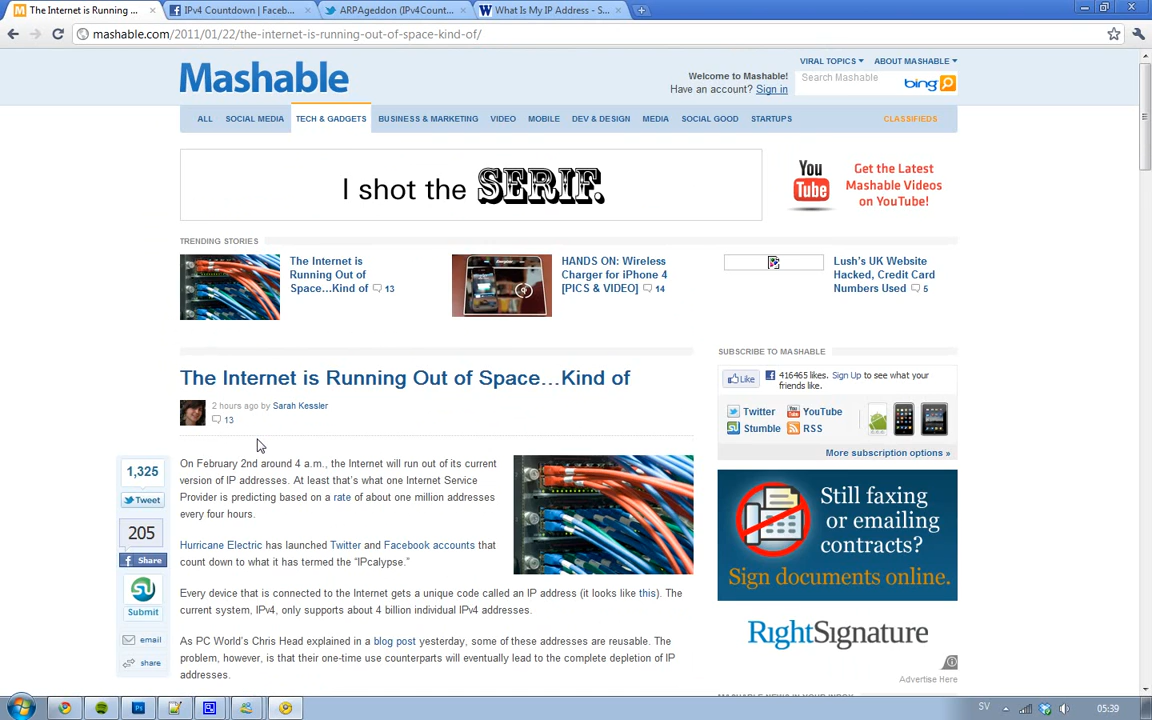 The Internet is Running ...
IPv4 Countdown | Faceb...
ARPAgeddon (IPv4Count...
What Is My IP Address - S...
mashable.com/2011/01/22/the-internet-is-running-out-of-space-kind-of/
VIRAL TOPICS
ABOUT MASHABLE
Mashable
Welcome to Mashable!
Have an account? Sign in
Search Mashable
bing
ALL
SOCIAL MEDIA
TECH & GADGETS
BUSINESS & MARKETING
VIDEO
MOBILE
DEV & DESIGN
MEDIA
SOCIAL GOOD
STARTUPS
CLASSIFIEDS
I shot the SERIF.
You
Tube
Get the Latest
Mashable Videos
on YouTube!
TRENDING STORIES
The Internet is
Running Out of
Space...Kind of 13
HANDS ON: Wireless
Charger for iPhone 4
[PICS & VIDEO] 14
Lush's UK Website
Hacked, Credit Card
Numbers Used 5
The Internet is Running Out of Space...Kind of
2 hours ago by Sarah Kessler
13
1,325
Tweet
205
Share
Submit
email
share
On February 2nd around 4 a.m., the Internet will run out of its current
version of IP addresses. At least that's what one Internet Service
Provider is predicting based on a rate of about one million addresses
every four hours.
Hurricane Electric has launched Twitter and Facebook accounts that
count down to what it has termed the “IPcalypse.”
Every device that is connected to the Internet gets a unique code called an IP address (it looks like this). The
current system, IPv4, only supports about 4 billion individual IPv4 addresses.
As PC World's Chris Head explained in a blog post yesterday, some of these addresses are reusable. The
problem, however, is that their one-time use counterparts will eventually lead to the complete depletion of IP
addresses.
SUBSCRIBE TO MASHABLE
Like
416465 likes. Sign Up to see what your
friends like.
Twitter
YouTube
Stumble
RSS
More subscription options »
Still faxing
or emailing
contracts?
Sign documents online.
RightSignature
Advertise Here
MASHABLE NEWS IN YOUR INBOX
SV
05:39